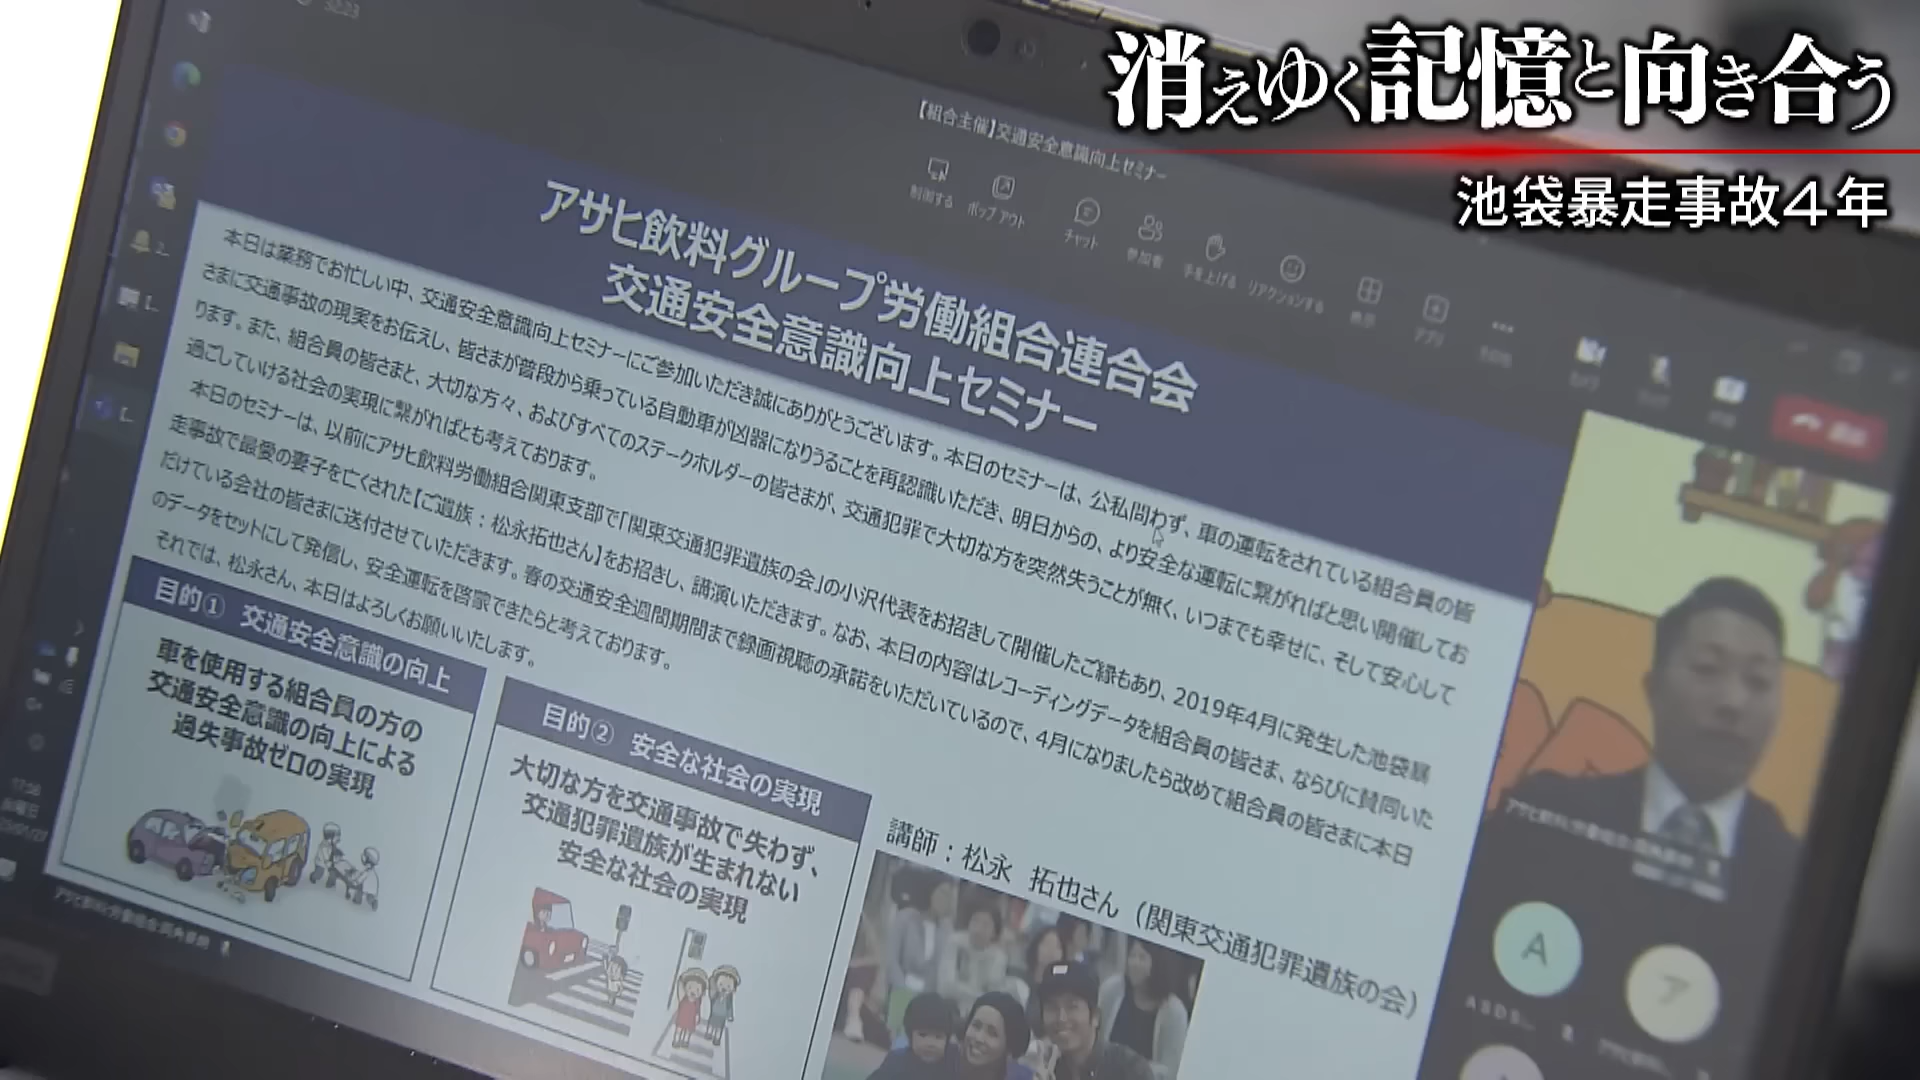 消えゆく記憶と向き合う
池袋暴走事故4年
【組合主催】交通安全意識向上セミナー
制御する
ポップ アウト
チャット
参加者
手を上げる
リアクションする
表示
アプリ
アサヒ飲料グループ労働組合連合会
交通安全意識向上セミナー
本日は業務でお忙しい中、交通安全意識向上セミナーにご参加いただき誠にありがとうございます。本日のセミナーは、公私問わず、車の運転をされている組合員の皆
さまに交通事故の現実をお伝えし、皆さまが普段から乗っている自動車が凶器になりうることを再認識いただき、明日からの、より安全な運転に繋がればと思い開催してお
ります。また、組合員の皆さまと、大切な方々、およびすべてのステークホルダーの皆さまが、交通犯罪で大切な方を突然失うことが無く、いつまでも幸せに、そして安心して
過ごしていける社会の実現に繋がればとも考えております。
本日のセミナーは、以前にアサヒ飲料労働組合関東支部で「関東交通犯罪遺族の会」の小沢代表をお招きして開催したご縁もあり、2019年4月に発生した池袋暴
走事故で最愛の妻子を亡くされた【ご遺族：松永拓也さん】をお招きし、講演いただきます。なお、本日の内容はレコーディングデータを組合員の皆さま、ならびに賛同いた
だけている会社の皆さまに送付させていただきます。春の交通安全週間期間まで録画視聴の承諾をいただいているので、4月になりましたら改めて組合員の皆さまに本日
のデータをセットにして発信し、安全運転を啓蒙できたらと考えております。
それでは、松永さん、本日はよろしくお願いいたします。
目的① 交通安全意識の向上
車を使用する組合員の方の
交通安全意識の向上による
過失事故ゼロの実現
目的② 安全な社会の実現
大切な方を交通事故で失わず、
交通犯罪遺族が生まれない
安全な社会の実現
講師：松永 拓也さん（関東交通犯罪遺族の会）
A
ア